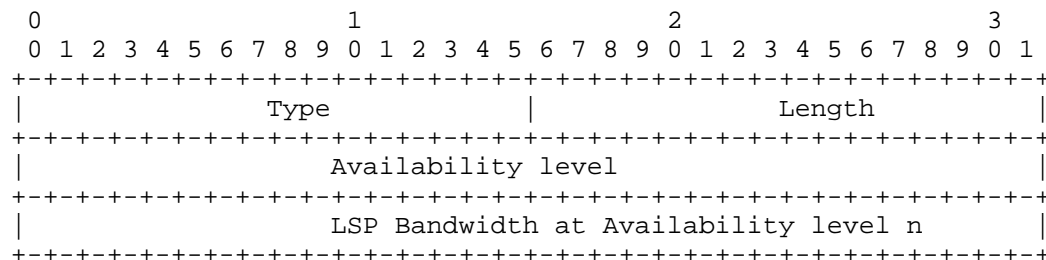 0                   1                   2                   3
 0 1 2 3 4 5 6 7 8 9 0 1 2 3 4 5 6 7 8 9 0 1 2 3 4 5 6 7 8 9 0 1
+-+-+-+-+-+-+-+-+-+-+-+-+-+-+-+-+-+-+-+-+-+-+-+-+-+-+-+-+-+-+-+-+
|               Type            |               Length          |
+-+-+-+-+-+-+-+-+-+-+-+-+-+-+-+-+-+-+-+-+-+-+-+-+-+-+-+-+-+-+-+-+
|                   Availability level                          |
+-+-+-+-+-+-+-+-+-+-+-+-+-+-+-+-+-+-+-+-+-+-+-+-+-+-+-+-+-+-+-+-+
|                   LSP Bandwidth at Availability level n       |
+-+-+-+-+-+-+-+-+-+-+-+-+-+-+-+-+-+-+-+-+-+-+-+-+-+-+-+-+-+-+-+-+